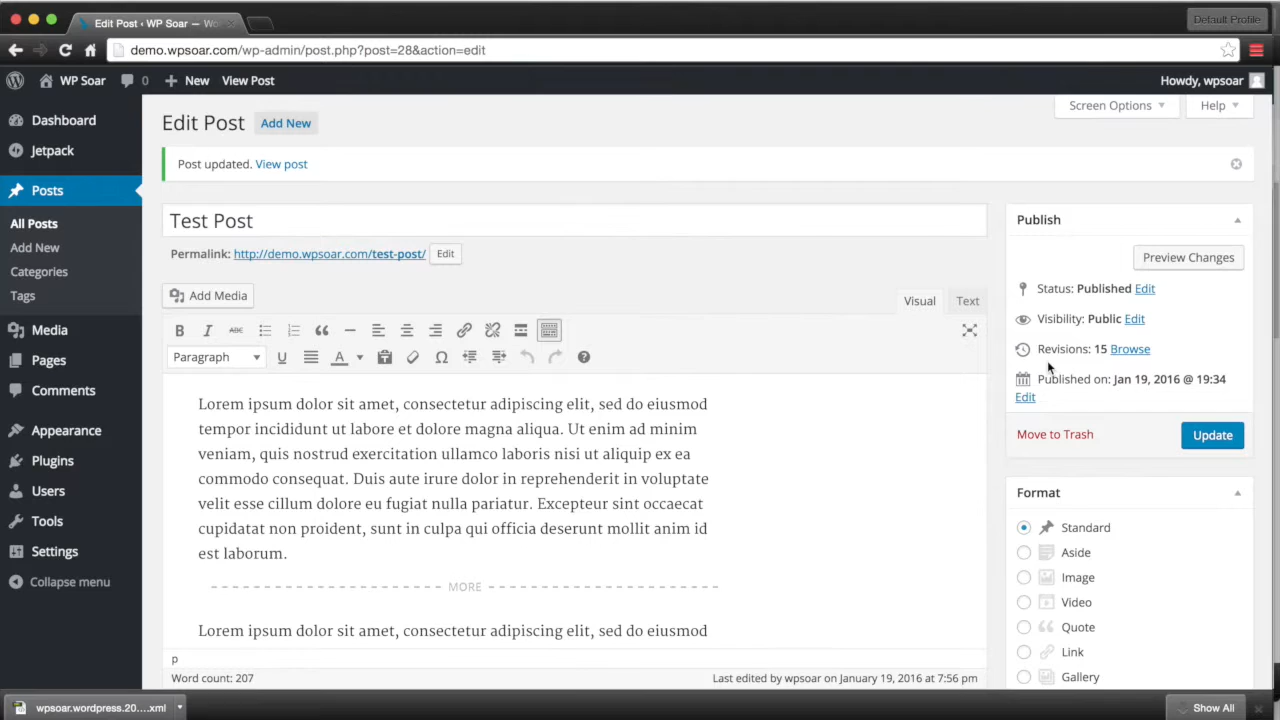 Edit Post ‹ WP Soar — Wo
Default Profile
demo.wpsoar.com/wp-admin/post.php?post=28&action=edit
WP Soar 0 + New View Post
Howdy, wpsoar
Dashboard
Jetpack
Posts
All Posts
Add New
Categories
Tags
Media
Pages
Comments
Appearance
Plugins
Users
Tools
Settings
Collapse menu
Screen Options
Help
Edit Post Add New
Post updated. View post
Test Post
Permalink: http://demo.wpsoar.com/test-post/ Edit
Add Media
Visual Text
B I ABC
Paragraph U A Ω
Lorem ipsum dolor sit amet, consectetur adipiscing elit, sed do eiusmod
tempor incididunt ut labore et dolore magna aliqua. Ut enim ad minim
veniam, quis nostrud exercitation ullamco laboris nisi ut aliquip ex ea
commodo consequat. Duis aute irure dolor in reprehenderit in voluptate
velit esse cillum dolore eu fugiat nulla pariatur. Excepteur sint occaecat
cupidatat non proident, sunt in culpa qui officia deserunt mollit anim id
est laborum.
MORE
Lorem ipsum dolor sit amet, consectetur adipiscing elit, sed do eiusmod
p
Word count: 207
Last edited by wpsoar on January 19, 2016 at 7:56 pm
Publish
Preview Changes
Status: Published Edit
Visibility: Public Edit
Revisions: 15 Browse
Published on: Jan 19, 2016 @ 19:34
Edit
Move to Trash
Update
Format
Standard
Aside
Image
Video
Quote
Link
Gallery
wpsoar.wordpress.20....xml
Show All